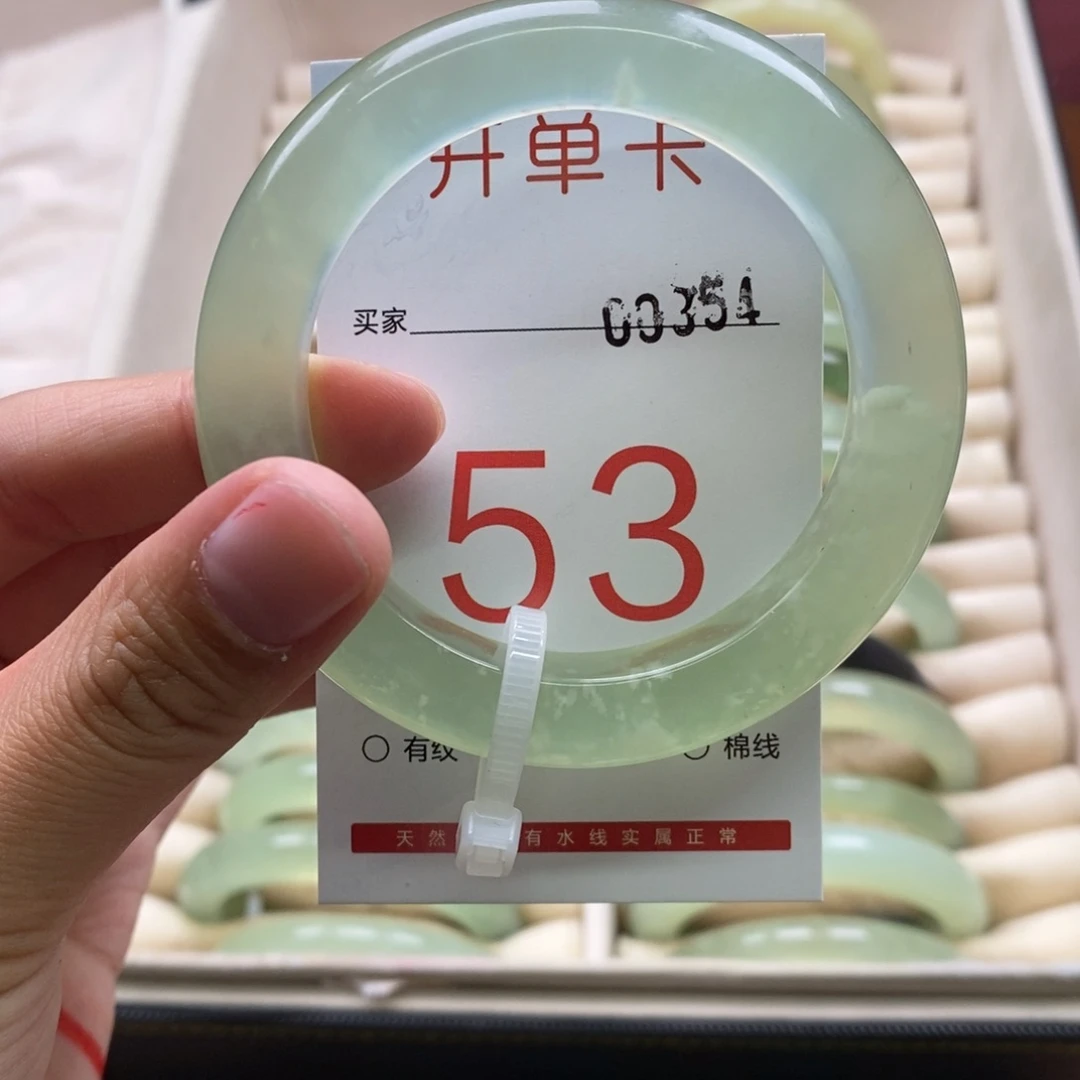 开单卡
买家 00354
53
有纹 棉线
天然 有水线实属正常